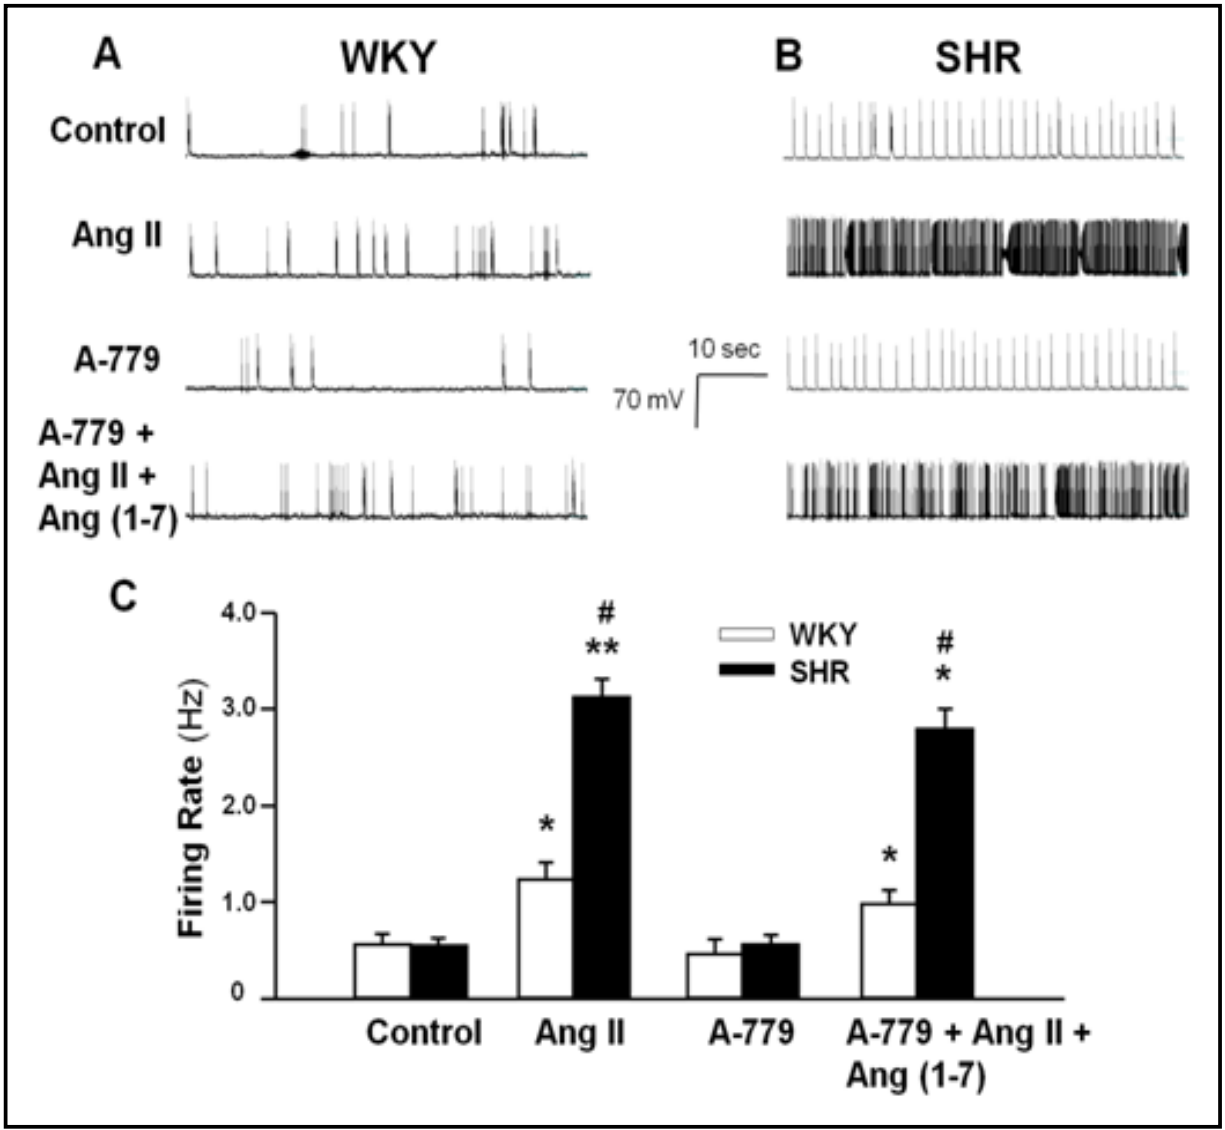 A
WKY
B
SHR
Control
Ang II
A-779
10 sec
70 mV
A-779 +
Ang II +
Ang (1-7)
C
4.0
3.0
2.0
1.0
0
Firing Rate (Hz)
#
**
*
WKY
SHR
#
*
*
Control
Ang II
A-779
A-779 + Ang II +
Ang (1-7)